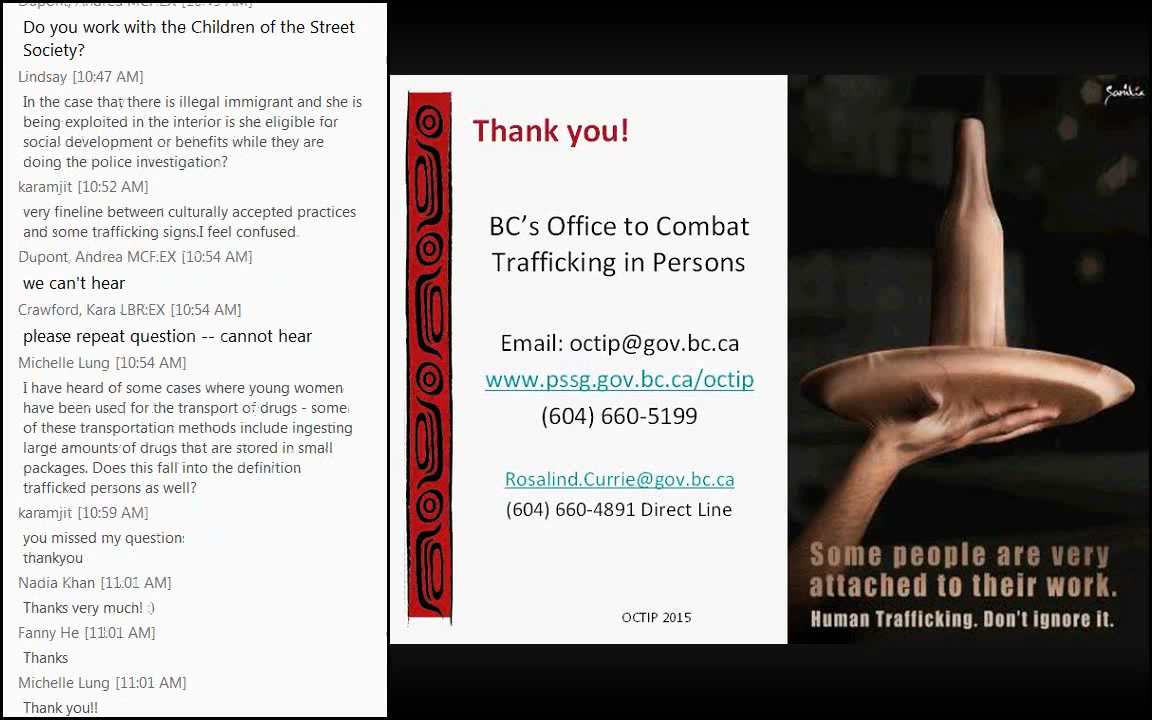 Dupont, Andrea MCF:EX [10:45 AM]
Do you work with the Children of the Street
Society?
Lindsay [10:47 AM]
In the case that there is illegal immigrant and she is
being exploited in the interior is she eligible for
social development or benefits while they are
doing the police investigation?
karamjit [10:52 AM]
very fineline between culturally accepted practices
and some trafficking signs.I feel confused.
Dupont, Andrea MCF:EX [10:54 AM]
we can't hear
Crawford, Kara LBR:EX [10:54 AM]
please repeat question -- cannot hear
Michelle Lung [10:54 AM]
I have heard of some cases where young women
have been used for the transport of drugs - some
of these transportation methods include ingesting
large amounts of drugs that are stored in small
packages. Does this fall into the definition
trafficked persons as well?
karamjit [10:59 AM]
you missed my question:
thankyou
Nadia Khan [11:01 AM]
Thanks very much! :)
Fanny He [11:01 AM]
Thanks
Michelle Lung [11:01 AM]
Thank you!!
Thank you!
BC's Office to Combat
Trafficking in Persons
Email: octip@gov.bc.ca
www.pssg.gov.bc.ca/octip
(604) 660-5199
Rosalind.Currie@gov.bc.ca
(604) 660-4891 Direct Line
OCTIP 2015
Some people are very
attached to their work.
Human Trafficking. Don't ignore it.